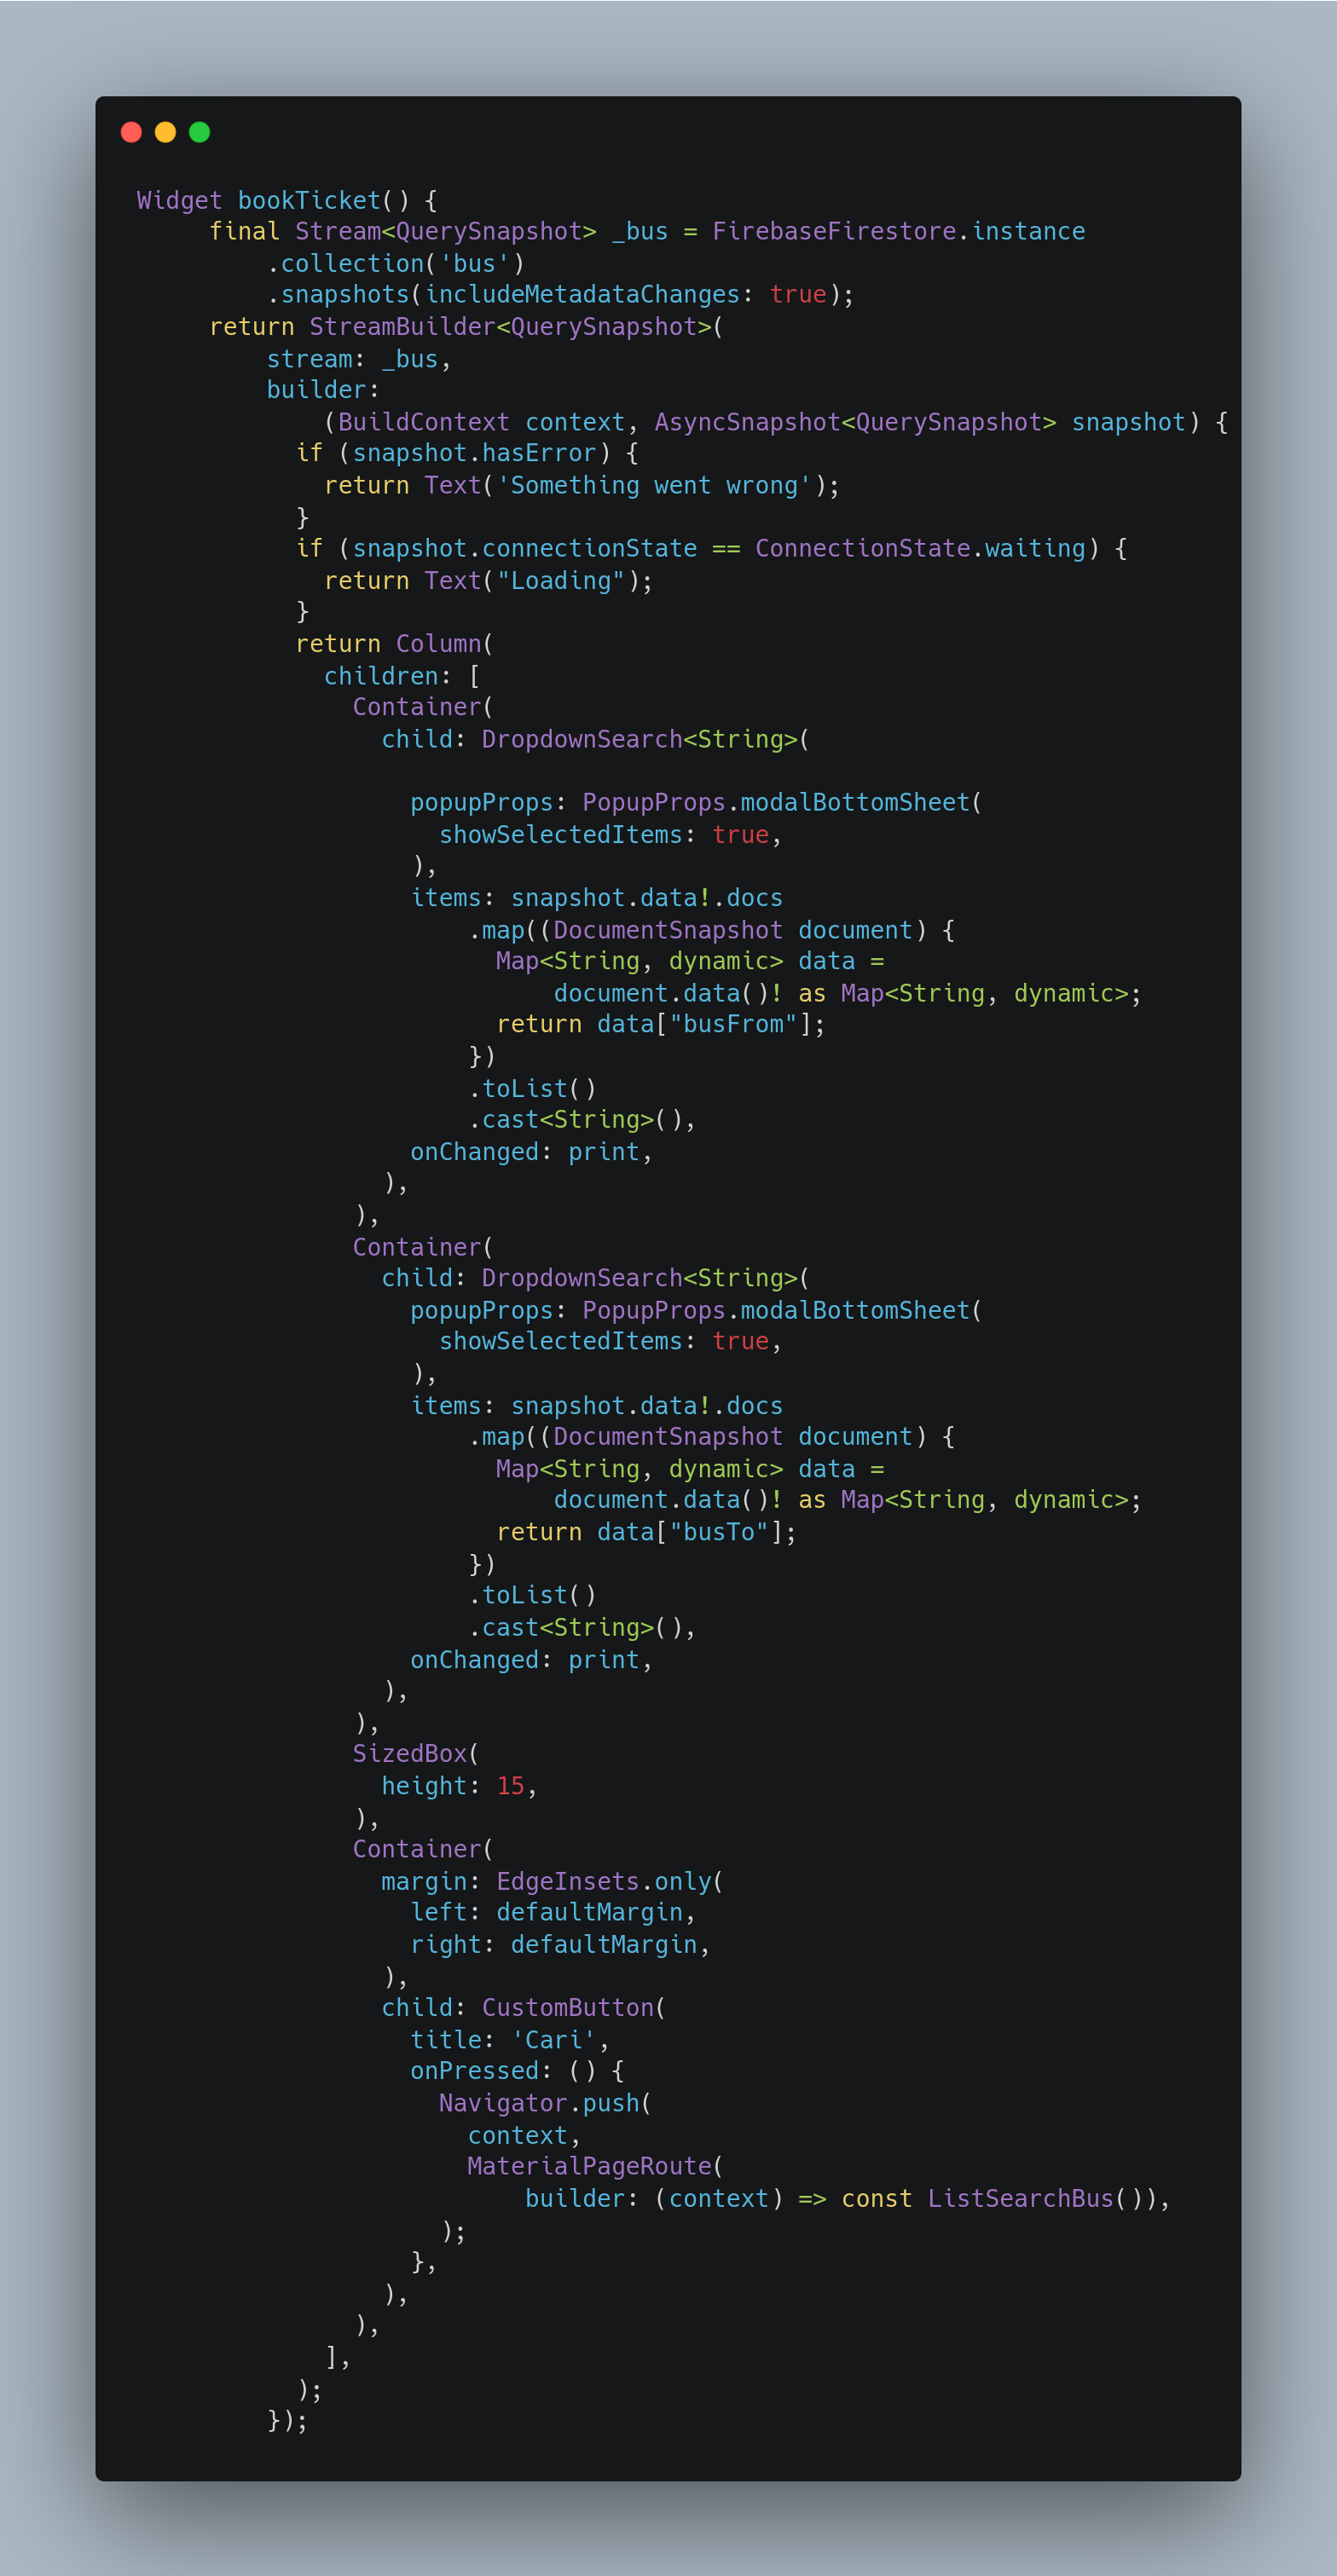 Widget bookTicket() {
     final Stream<QuerySnapshot> _bus = FirebaseFirestore.instance
         .collection('bus')
         .snapshots(includeMetadataChanges: true);
     return StreamBuilder<QuerySnapshot>(
         stream: _bus,
         builder:
             (BuildContext context, AsyncSnapshot<QuerySnapshot> snapshot) {
           if (snapshot.hasError) {
             return Text('Something went wrong');
           }
           if (snapshot.connectionState == ConnectionState.waiting) {
             return Text("Loading");
           }
           return Column(
             children: [
               Container(
                 child: DropdownSearch<String>(

                   popupProps: PopupProps.modalBottomSheet(
                     showSelectedItems: true,
                   ),
                   items: snapshot.data!.docs
                       .map((DocumentSnapshot document) {
                         Map<String, dynamic> data =
                             document.data()! as Map<String, dynamic>;
                         return data["busFrom"];
                       })
                       .toList()
                       .cast<String>(),
                   onChanged: print,
                 ),
               ),
               Container(
                 child: DropdownSearch<String>(
                   popupProps: PopupProps.modalBottomSheet(
                     showSelectedItems: true,
                   ),
                   items: snapshot.data!.docs
                       .map((DocumentSnapshot document) {
                         Map<String, dynamic> data =
                             document.data()! as Map<String, dynamic>;
                         return data["busTo"];
                       })
                       .toList()
                       .cast<String>(),
                   onChanged: print,
                 ),
               ),
               SizedBox(
                 height: 15,
               ),
               Container(
                 margin: EdgeInsets.only(
                   left: defaultMargin,
                   right: defaultMargin,
                 ),
                 child: CustomButton(
                   title: 'Cari',
                   onPressed: () {
                     Navigator.push(
                       context,
                       MaterialPageRoute(
                           builder: (context) => const ListSearchBus()),
                     );
                   },
                 ),
               ),
             ],
           );
         });